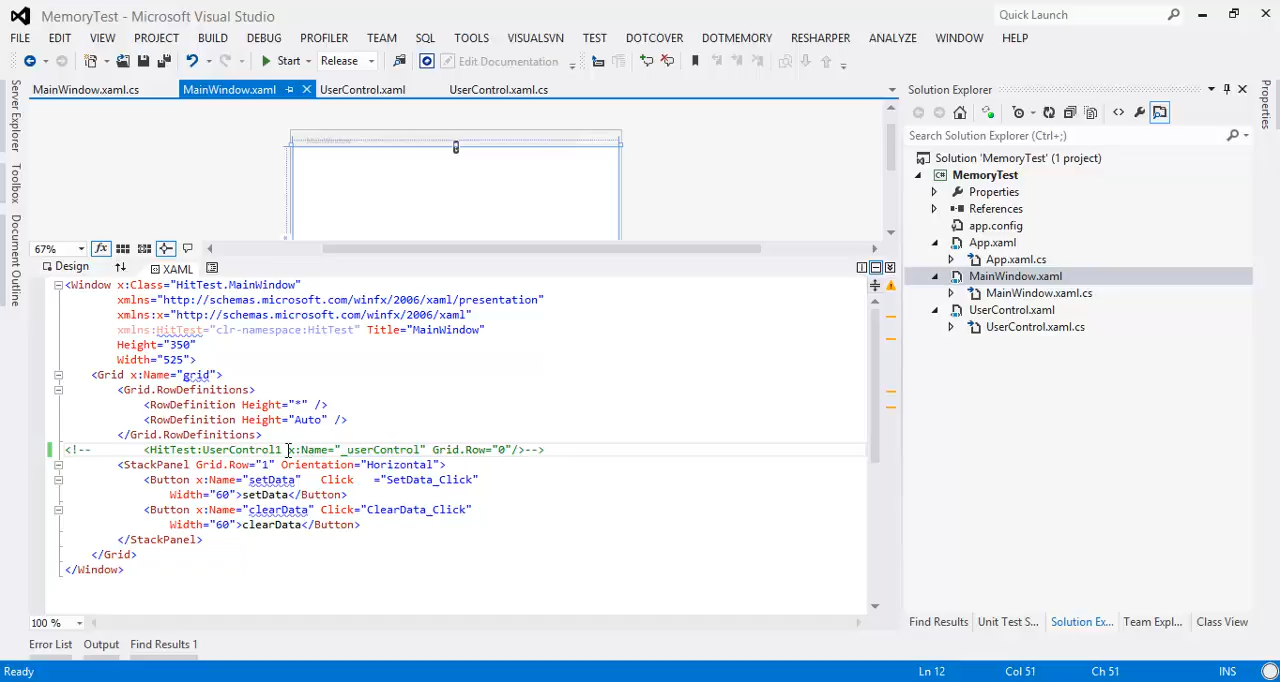 MemoryTest - Microsoft Visual Studio
Quick Launch
FILE EDIT VIEW PROJECT BUILD DEBUG PROFILER TEAM SQL TOOLS VISUALSVN TEST DOTCOVER DOTMEMORY RESHARPER ANALYZE WINDOW HELP
Start Release Edit Documentation
MainWindow.xaml.cs MainWindow.xaml UserControl.xaml UserControl.xaml.cs
Server Explorer
Toolbox
Document Outline
MainWindow
67%
Design XAML
<Window x:Class="HitTest.MainWindow"
xmlns="http://schemas.microsoft.com/winfx/2006/xaml/presentation"
xmlns:x="http://schemas.microsoft.com/winfx/2006/xaml"
xmlns:HitTest="clr-namespace:HitTest" Title="MainWindow"
Height="350"
Width="525">
<Grid x:Name="grid">
<Grid.RowDefinitions>
<RowDefinition Height="*" />
<RowDefinition Height="Auto" />
</Grid.RowDefinitions>
<!-- <HitTest:UserControl1 x:Name="_userControl" Grid.Row="0"/>-->
<StackPanel Grid.Row="1" Orientation="Horizontal">
<Button x:Name="setData" Click ="SetData_Click"
Width="60">setData</Button>
<Button x:Name="clearData" Click="ClearData_Click"
Width="60">clearData</Button>
</StackPanel>
</Grid>
</Window>
100 %
Error List Output Find Results 1
Ready Ln 12 Col 51 Ch 51 INS
Solution Explorer
Search Solution Explorer (Ctrl+;)
Solution 'MemoryTest' (1 project)
C# MemoryTest
Properties
References
app.config
App.xaml
App.xaml.cs
MainWindow.xaml
MainWindow.xaml.cs
UserControl.xaml
UserControl.xaml.cs
Find Results Unit Test S... Solution Ex... Team Expl... Class View
Properties